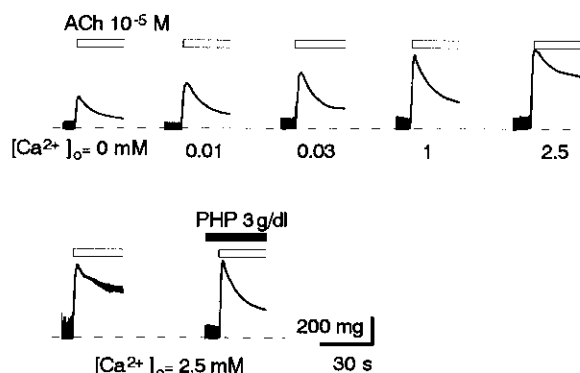 ACh 10⁻⁵ M
[Ca²⁺]ₒ= 0 mM 0.01 0.03 1 2.5
PHP 3 g/dl
200 mg
[Ca²⁺]ₒ= 2.5 mM 30 s